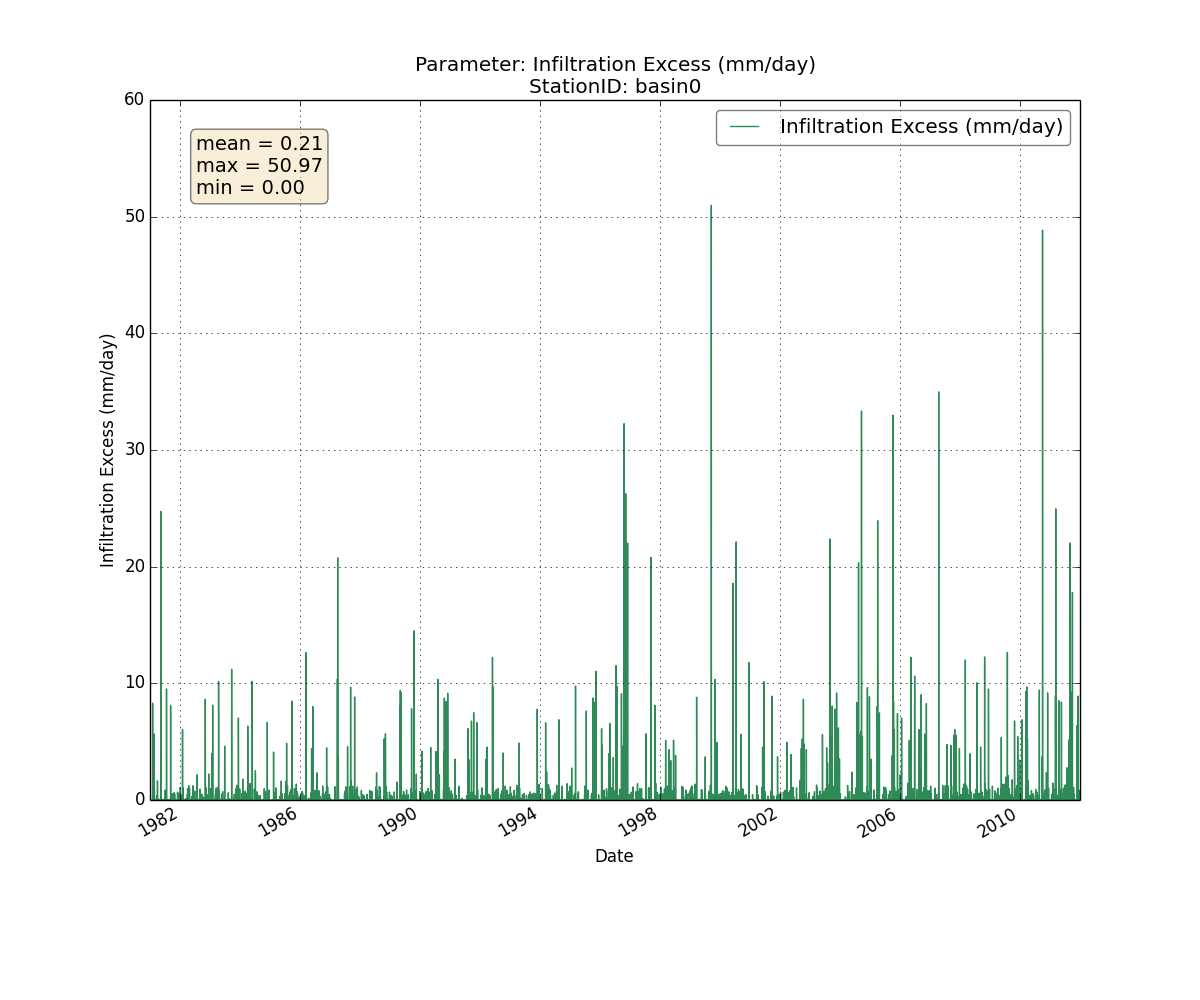 Parameter: Infiltration Excess (mm/day)
StationID: basin0
60
50
40
30
20
10
0
Infiltration Excess (mm/day)
mean = 0.21
max = 50.97
min = 0.00
Infiltration Excess (mm/day)
1982
1986
1990
1994
1998
2002
2006
2010
Date